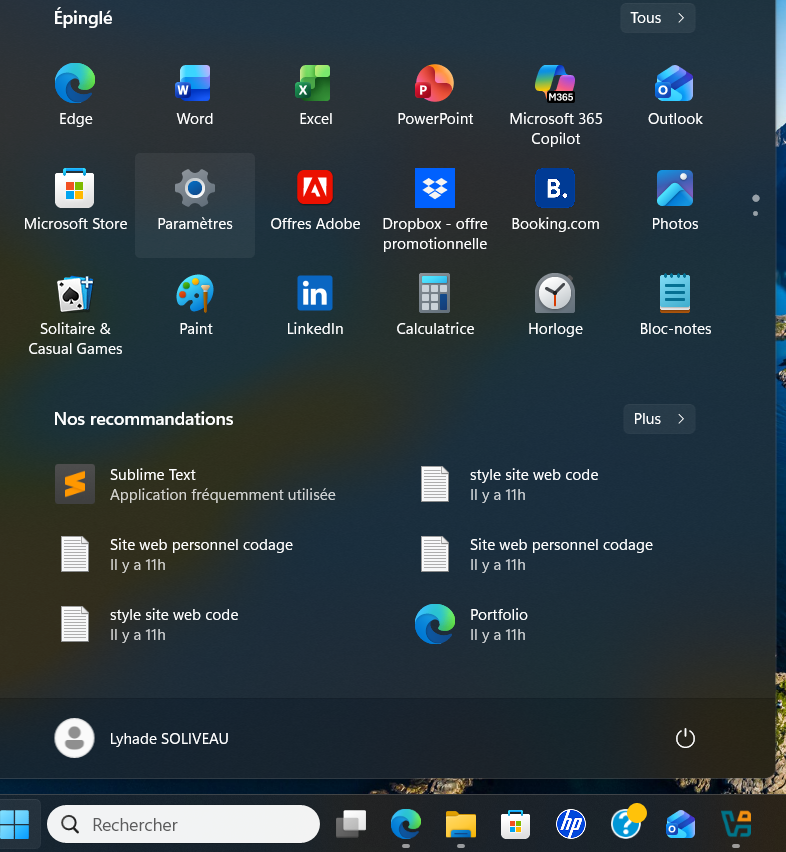 Épinglé
Tous
Edge
Word
Excel
PowerPoint
M365
Microsoft 365
Copilot
Outlook
Microsoft Store
Paramètres
Offres Adobe
Dropbox - offre
promotionnelle
B.
Booking.com
Photos
Solitaire &
Casual Games
Paint
in
LinkedIn
Calculatrice
Horloge
Bloc-notes
Nos recommandations
Plus
Sublime Text
Application fréquemment utilisée
style site web code
Il y a 11h
Site web personnel codage
Il y a 11h
Site web personnel codage
Il y a 11h
style site web code
Il y a 11h
Portfolio
Il y a 11h
Lyhade SOLIVEAU
Rechercher
hp
?